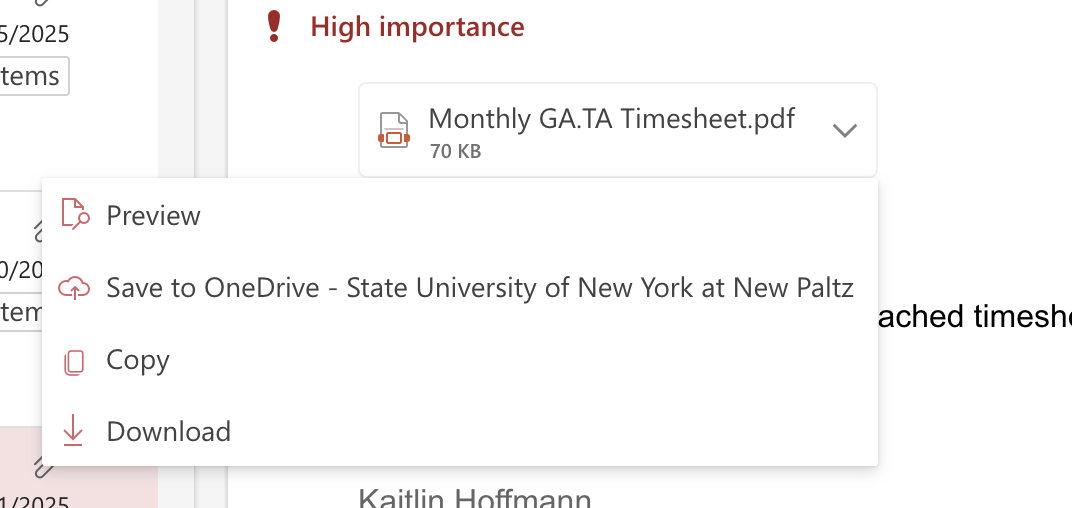 5/2025
tems
High importance
Monthly GA.TA Timesheet.pdf
70 KB
Preview
Save to OneDrive - State University of New York at New Paltz
0/20
tem
ached timesh
Copy
Download
1/2025
Kaitlin Hoffmann